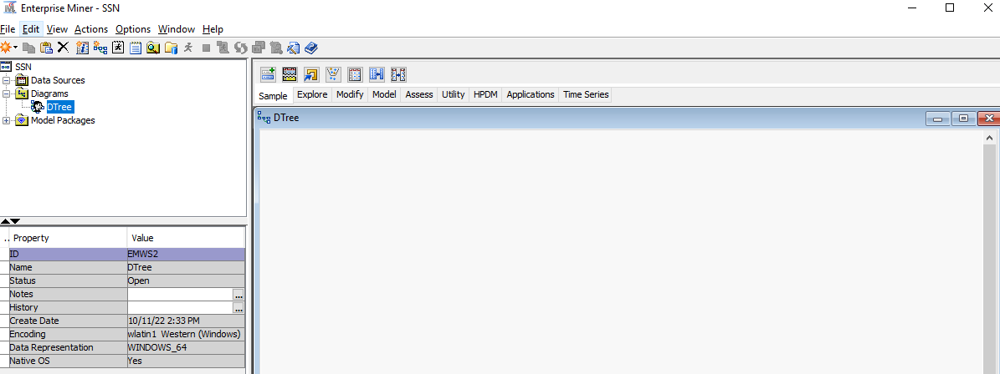 Enterprise Miner - SSN
File Edit View Actions Options Window Help
SSN
Data Sources
Diagrams
DTree
Model Packages
Sample Explore Modify Model Assess Utility HPDM Applications Time Series
DTree
.. Property Value
ID EMWS2
Name DTree
Status Open
Notes ...
History ...
Create Date 10/11/22 2:33 PM
Encoding wlatin1 Western (Windows)
Data Representation WINDOWS_64
Native OS Yes